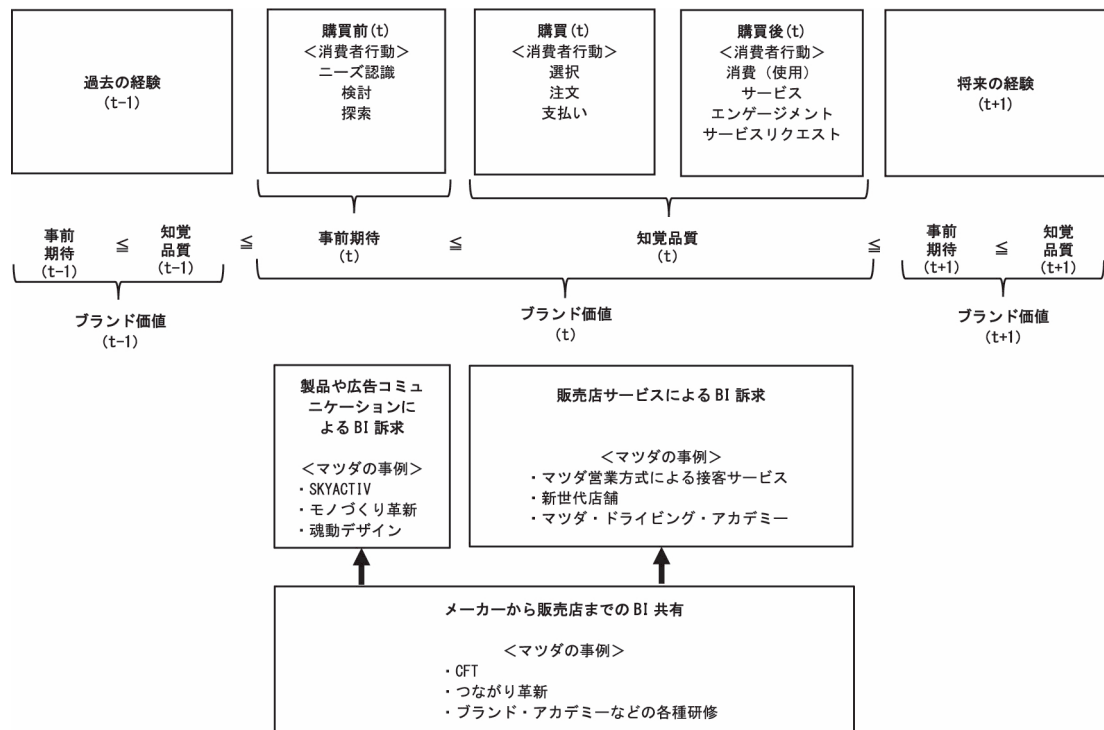 過去の経験
(t-1)
購買前(t)
＜消費者行動＞
ニーズ認識
検討
探索
購買(t)
＜消費者行動＞
選択
注文
支払い
購買後(t)
＜消費者行動＞
消費（使用）
サービス
エンゲージメント
サービスリクエスト
将来の経験
(t+1)
事前
期待
(t-1)
≦
知覚
品質
(t-1)
≦
事前期待
(t)
≦
知覚品質
(t)
≦
事前
期待
(t+1)
≦
知覚
品質
(t+1)
ブランド価値
(t-1)
ブランド価値
(t)
ブランド価値
(t+1)
製品や広告コミュ
ニケーションに
よるBI 訴求
＜マツダの事例＞
・SKYACTIV
・モノづくり革新
・魂動デザイン
販売店サービスによるBI 訴求
＜マツダの事例＞
・マツダ営業方式による接客サービス
・新世代店舗
・マツダ・ドライビング・アカデミー
メーカーから販売店までのBI 共有
＜マツダの事例＞
・CFT
・つながり革新
・ブランド・アカデミーなどの各種研修